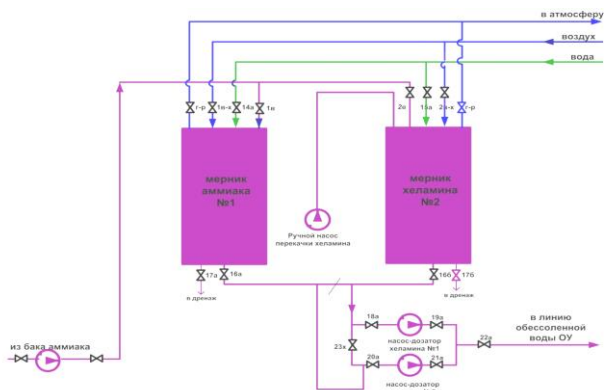 в атмосферу
воздух
вода
г-р
1в-к
14а
1в
2в
15а
2в-к
г-р
мерник
аммиака
№1
мерник
хеламина
№2
Ручной насос
перекачки хеламина
17а
16а
16б
17б
в дренаж
в дренаж
из бака аммиака
18а
19а
насос-дозатор
хеламина №1
23х
22а
в линию
обессоленной
воды ОУ
20а
21а
насос-дозатор